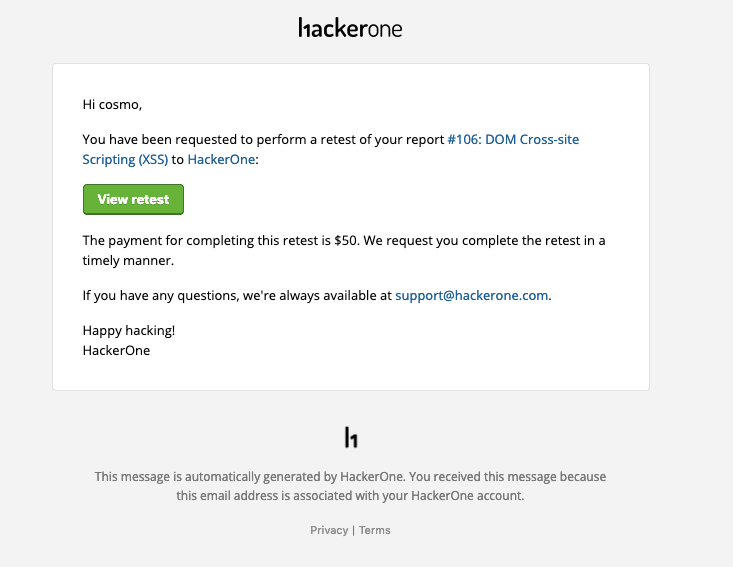 hackerone
Hi cosmo,
You have been requested to perform a retest of your report #106: DOM Cross-site
Scripting (XSS) to HackerOne:
View retest
The payment for completing this retest is $50. We request you complete the retest in a
timely manner.
If you have any questions, we're always available at support@hackerone.com.
Happy hacking!
HackerOne
h1
This message is automatically generated by HackerOne. You received this message because
this email address is associated with your HackerOne account.
Privacy | Terms